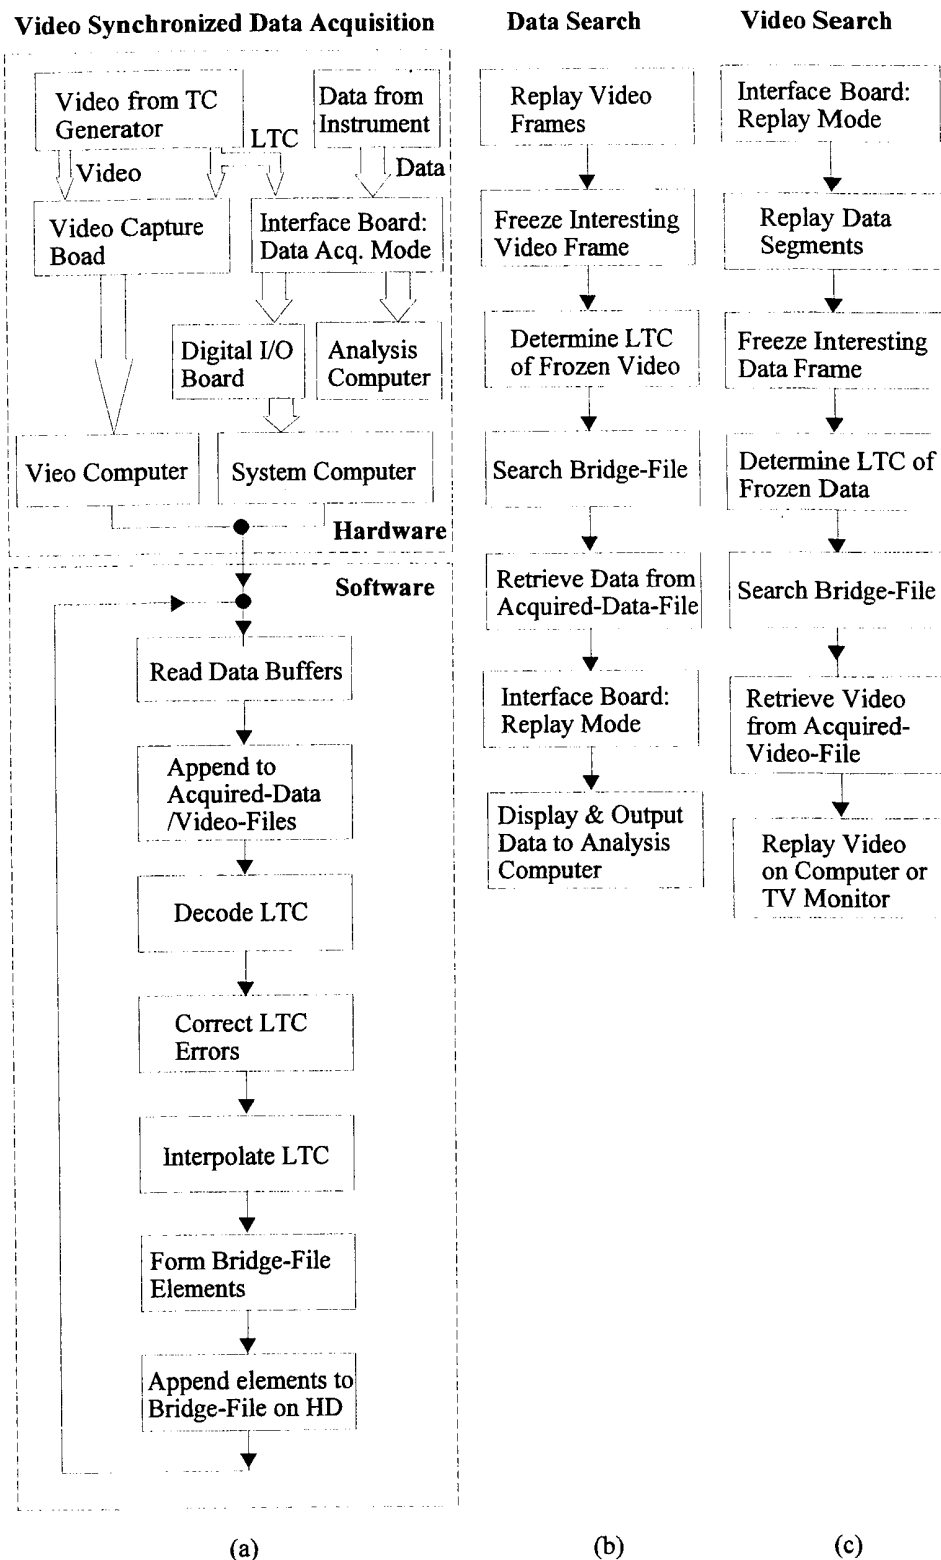 Video Synchronized Data Acquisition
Video from TC
Generator
Data from
Instrument
LTC
Video
Data
Video Capture
Boad
Interface Board:
Data Acq. Mode
Digital I/O
Board
Analysis
Computer
Vieo Computer
System Computer
Hardware
Software
Read Data Buffers
Append to
Acquired-Data
/Video-Files
Decode LTC
Correct LTC
Errors
Interpolate LTC
Form Bridge-File
Elements
Append elements to
Bridge-File on HD
(a)
Data Search
Replay Video
Frames
Freeze Interesting
Video Frame
Determine LTC
of Frozen Video
Search Bridge-File
Retrieve Data from
Acquired-Data-File
Interface Board:
Replay Mode
Display & Output
Data to Analysis
Computer
(b)
Video Search
Interface Board:
Replay Mode
Replay Data
Segments
Freeze Interesting
Data Frame
Determine LTC of
Frozen Data
Search Bridge-File
Retrieve Video
from Acquired-
Video-File
Replay Video
on Computer or
TV Monitor
(c)